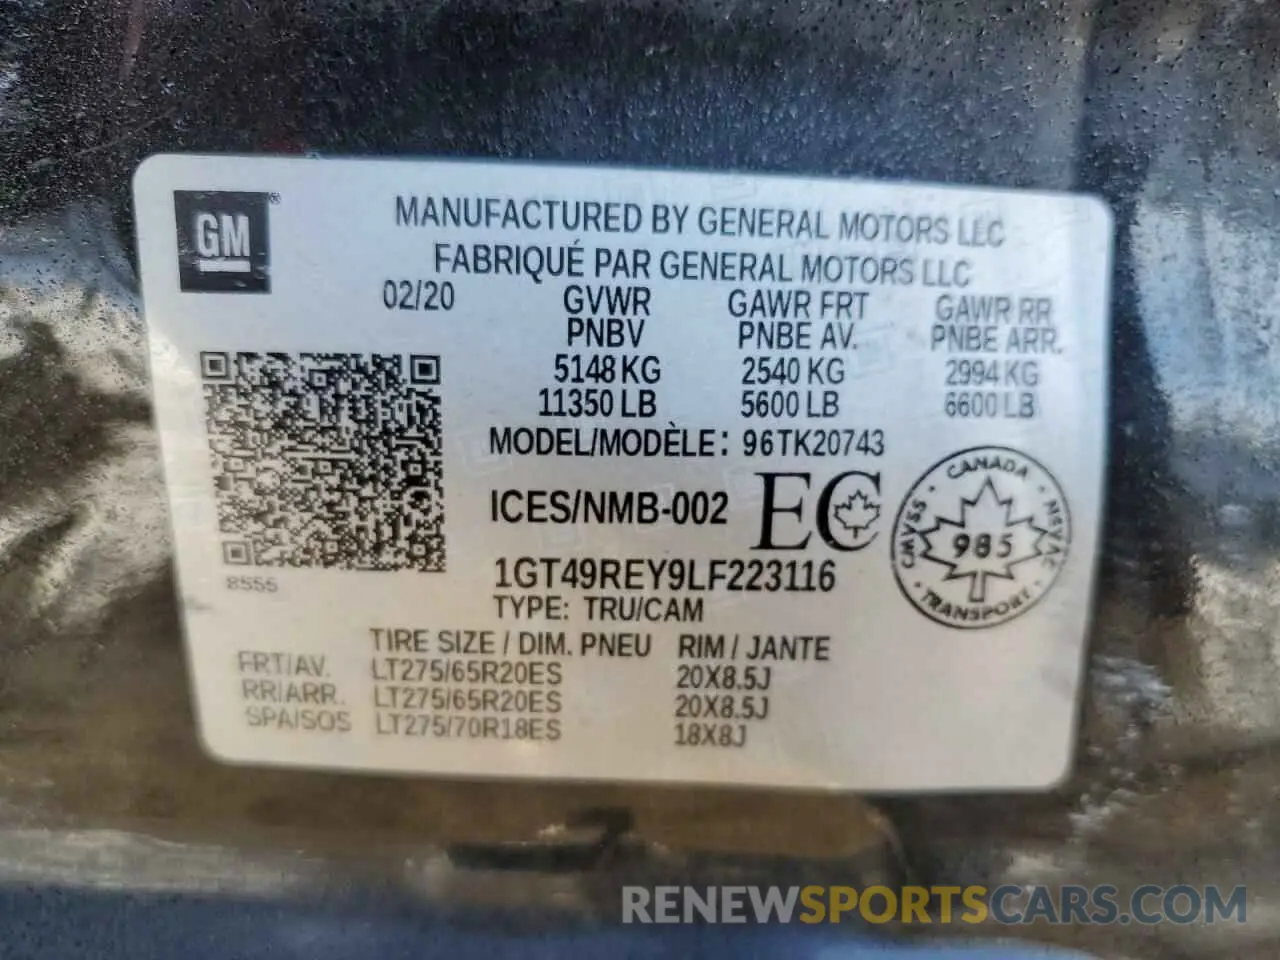 GM®
MANUFACTURED BY GENERAL MOTORS LLC
FABRIQUÉ PAR GENERAL MOTORS LLC
02/20 GVWR GAWR FRT GAWR RR
PNBV PNBE AV. PNBE ARR.
5148 KG 2540 KG 2994 KG
11350 LB 5600 LB 6600 LB
MODEL/MODÈLE: 96TK20743
ICES/NMB-002 EC
CANADA
CMVSS · NSVAC
985
TRANSPORT
8555
1GT49REY9LF223116
TYPE: TRU/CAM
TIRE SIZE / DIM. PNEU RIM / JANTE
FRT/AV. LT275/65R20ES 20X8.5J
RR/ARR. LT275/65R20ES 20X8.5J
SPA/SOS LT275/70R18ES 18X8J
RENEWSPORTSCARS.COM